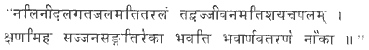 "नलिनीदलगतजलमतितरलं तद्वज्जीवनमतिशयचपलम् ।
क्षणमिह सज्जनसङ्गतिरेका भवति भवार्णवतरणे नौका ॥"